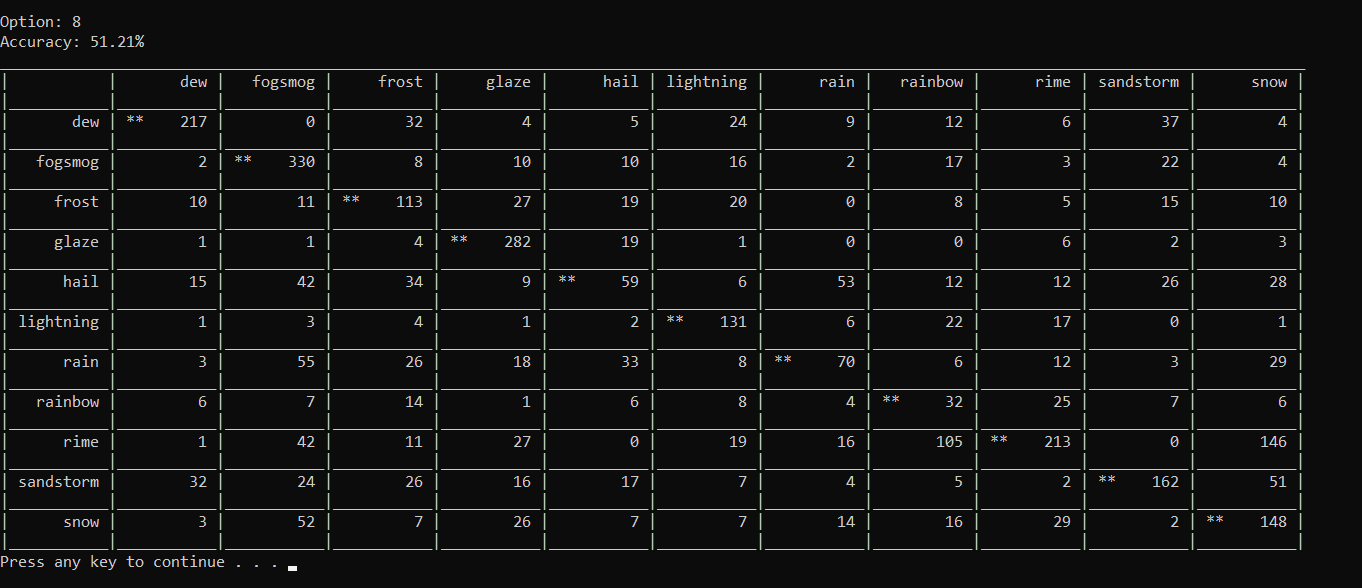 Option: 8
Accuracy: 51.21%
dew fogsmog frost glaze hail lightning rain rainbow rime sandstorm snow
dew ** 217 0 32 4 5 24 9 12 6 37 4
fogsmog 2 ** 330 8 10 10 16 2 17 3 22 4
frost 10 11 ** 113 27 19 20 0 8 5 15 10
glaze 1 1 4 ** 282 19 1 0 0 6 2 3
hail 15 42 34 9 ** 59 6 53 12 12 26 28
lightning 1 3 4 1 2 ** 131 6 22 17 0 1
rain 3 55 26 18 33 8 ** 70 6 12 3 29
rainbow 6 7 14 1 6 8 4 ** 32 25 7 6
rime 1 42 11 27 0 19 16 105 ** 213 0 146
sandstorm 32 24 26 16 17 7 4 5 2 ** 162 51
snow 3 52 7 26 7 7 14 16 29 2 ** 148
Press any key to continue . . .